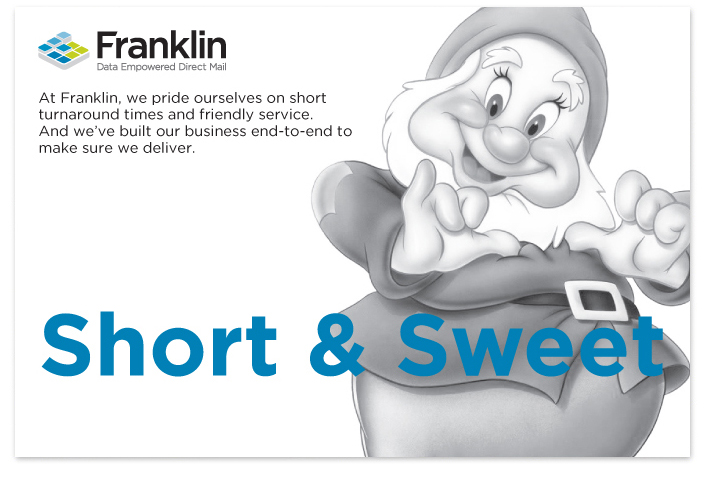 Franklin
Data Empowered Direct Mail
At Franklin, we pride ourselves on short
turnaround times and friendly service.
And we’ve built our business end-to-end to
make sure we deliver.
Short & Sweet